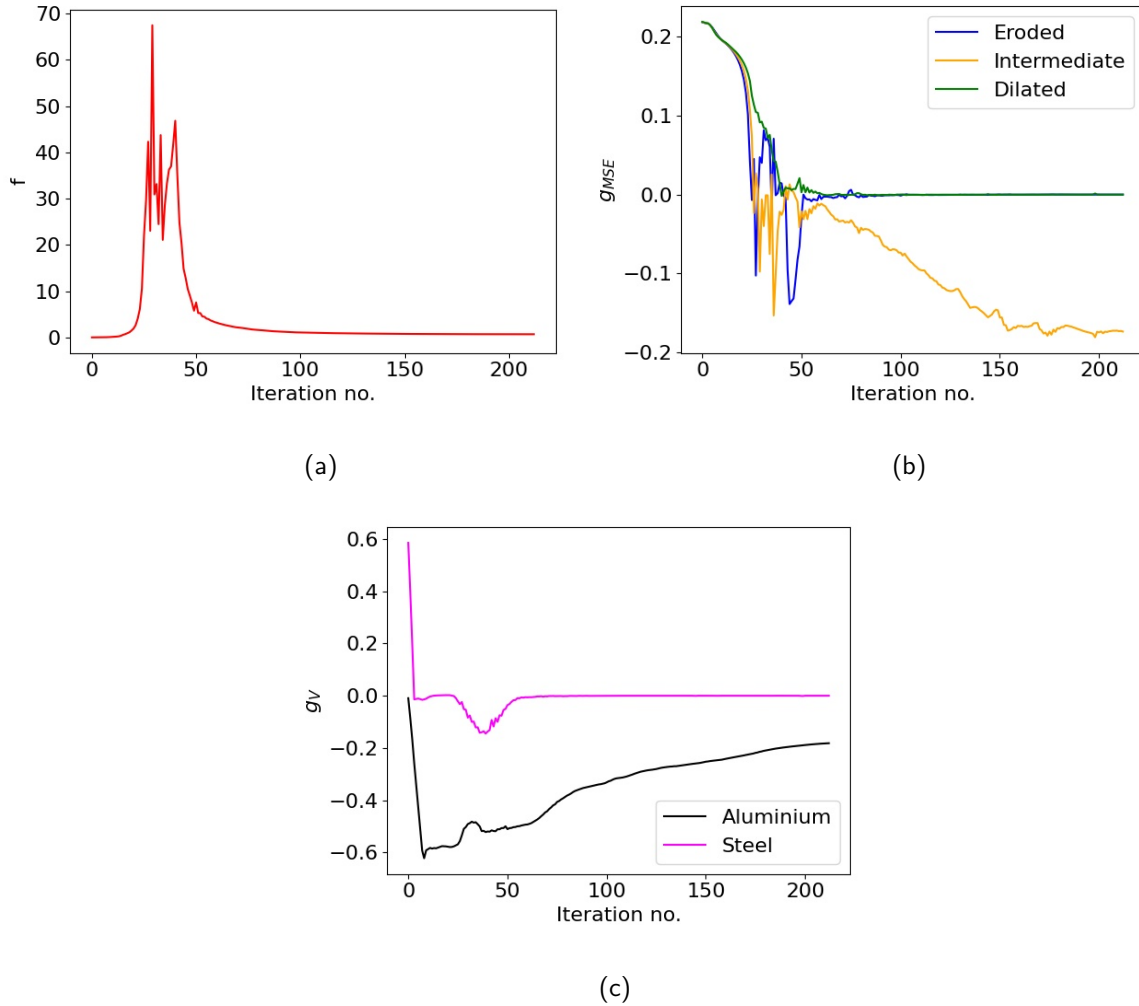 70
60
50
40
30
20
10
0
f
0 50 100 150 200
Iteration no.
(a)
0.2
0.1
0.0
−0.1
−0.2
g_MSE
Eroded
Intermediate
Dilated
0 50 100 150 200
Iteration no.
(b)
0.6
0.4
0.2
0.0
−0.2
−0.4
−0.6
g_V
Aluminium
Steel
0 50 100 150 200
Iteration no.
(c)